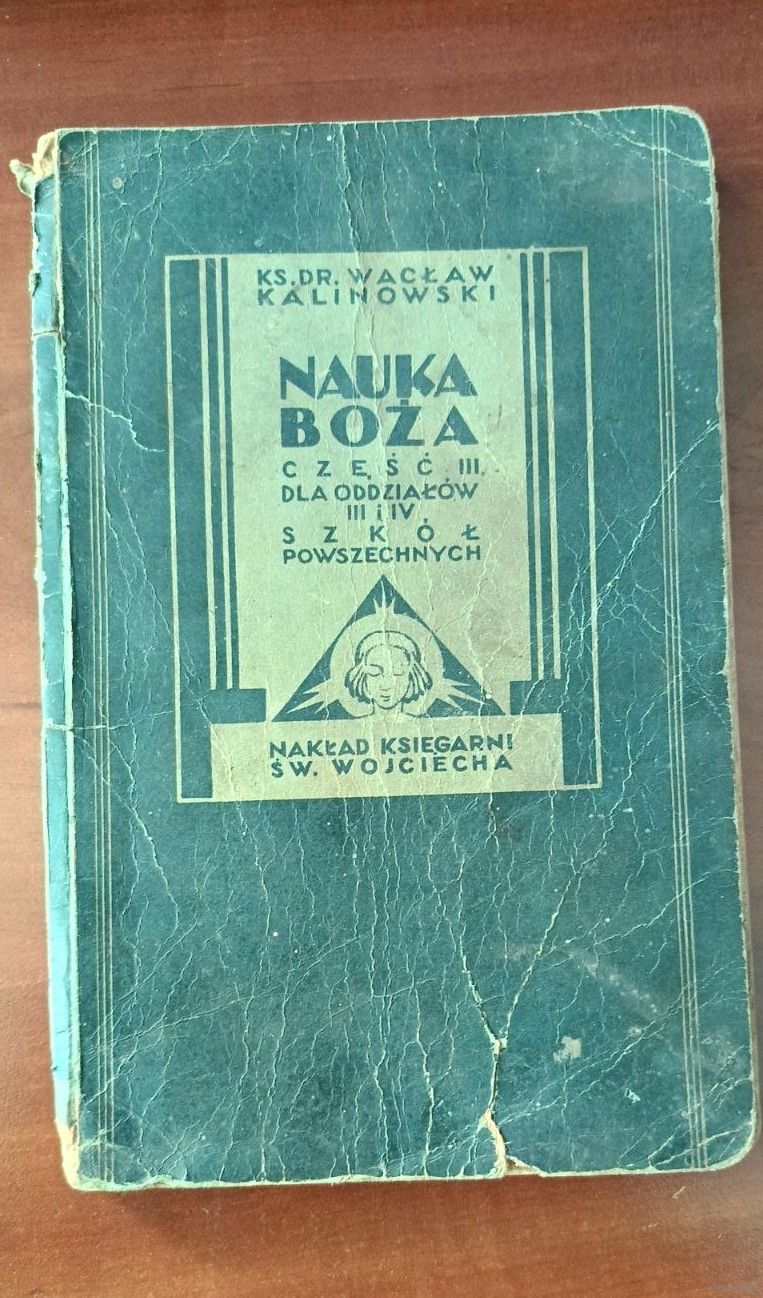 KS. DR. WACŁAW
KALINOWSKI
NAUKA
BOŻA
CZĘŚĆ III.
DLA ODDZIAŁÓW
III i IV
SZKÓŁ
POWSZECHNYCH
NAKŁAD KSIĘGARNI
ŚW. WOJCIECHA